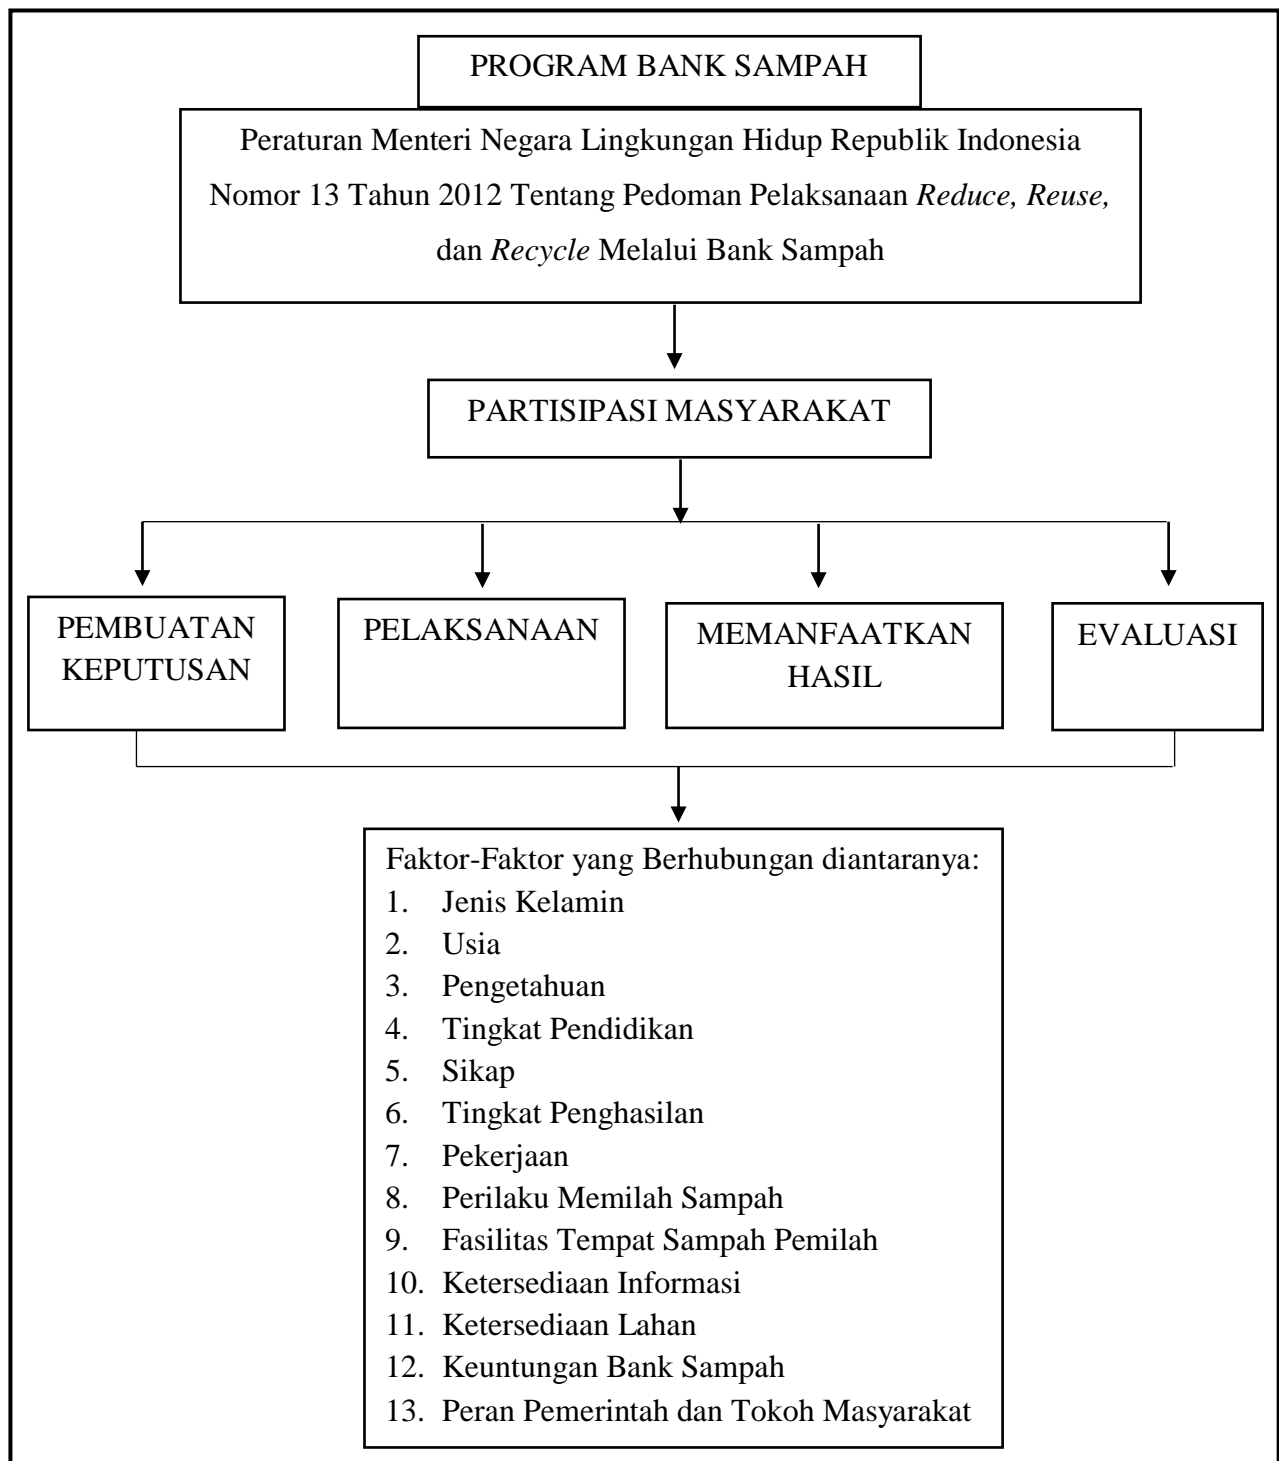 PROGRAM BANK SAMPAH
Peraturan Menteri Negara Lingkungan Hidup Republik Indonesia
Nomor 13 Tahun 2012 Tentang Pedoman Pelaksanaan Reduce, Reuse,
dan Recycle Melalui Bank Sampah
PARTISIPASI MASYARAKAT
PEMBUATAN
KEPUTUSAN
PELAKSANAAN
MEMANFAATKAN
HASIL
EVALUASI
Faktor-Faktor yang Berhubungan diantaranya:
1. Jenis Kelamin
2. Usia
3. Pengetahuan
4. Tingkat Pendidikan
5. Sikap
6. Tingkat Penghasilan
7. Pekerjaan
8. Perilaku Memilah Sampah
9. Fasilitas Tempat Sampah Pemilah
10. Ketersediaan Informasi
11. Ketersediaan Lahan
12. Keuntungan Bank Sampah
13. Peran Pemerintah dan Tokoh Masyarakat